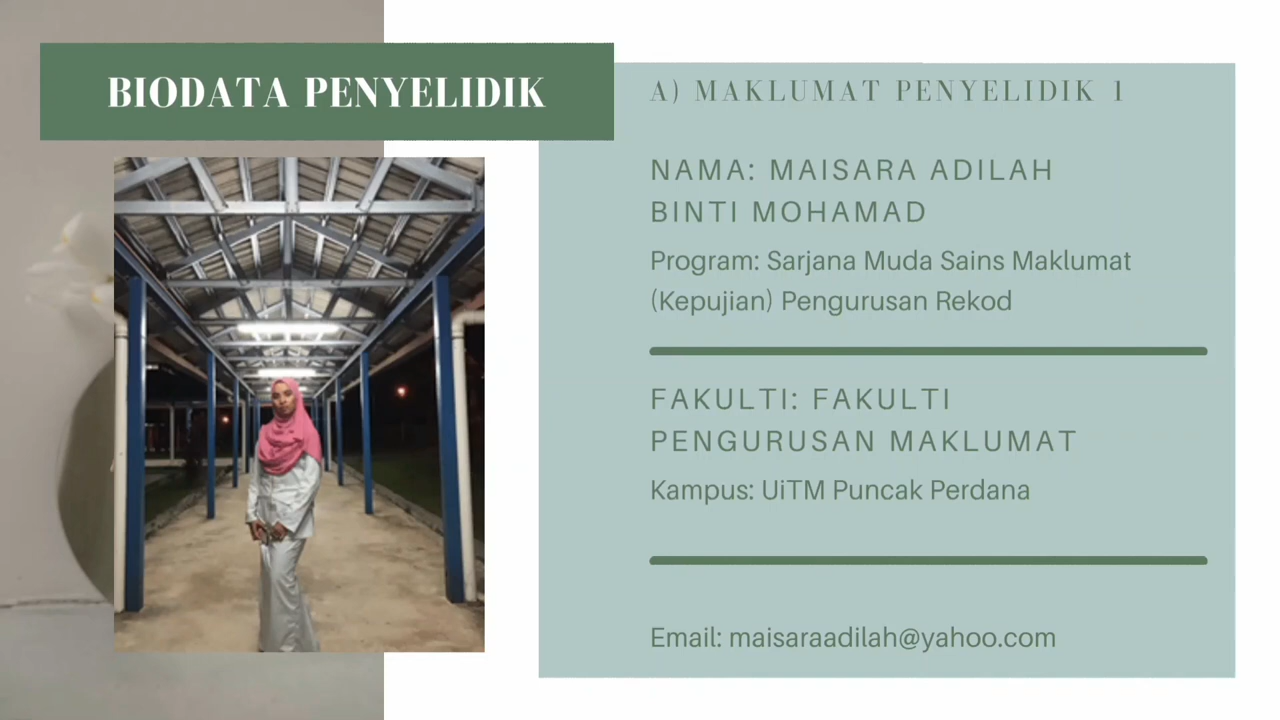 BIODATA PENYELIDIK
A) MAKLUMAT PENYELIDIK 1
NAMA: MAISARA ADILAH
BINTI MOHAMAD
Program: Sarjana Muda Sains Maklumat
(Kepujian) Pengurusan Rekod
FAKULTI: FAKULTI
PENGURUSAN MAKLUMAT
Kampus: UiTM Puncak Perdana
Email: maisaraadilah@yahoo.com